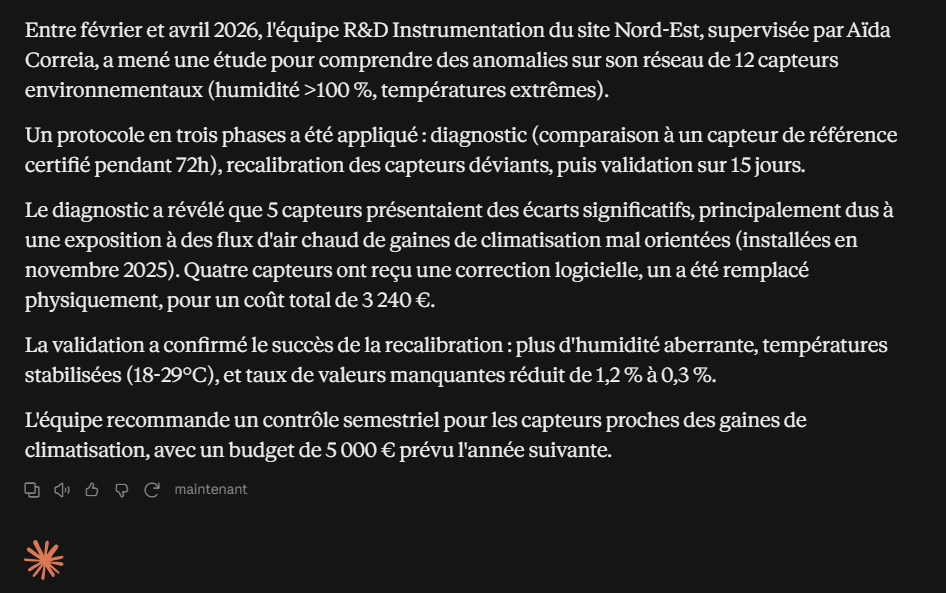 Entre février et avril 2026, l'équipe R&D Instrumentation du site Nord-Est, supervisée par Aïda
Correia, a mené une étude pour comprendre des anomalies sur son réseau de 12 capteurs
environnementaux (humidité >100 %, températures extrêmes).
Un protocole en trois phases a été appliqué : diagnostic (comparaison à un capteur de référence
certifié pendant 72h), recalibration des capteurs déviants, puis validation sur 15 jours.
Le diagnostic a révélé que 5 capteurs présentaient des écarts significatifs, principalement dus à
une exposition à des flux d'air chaud de gaines de climatisation mal orientées (installées en
novembre 2025). Quatre capteurs ont reçu une correction logicielle, un a été remplacé
physiquement, pour un coût total de 3 240 €.
La validation a confirmé le succès de la recalibration : plus d'humidité aberrante, températures
stabilisées (18-29°C), et taux de valeurs manquantes réduit de 1,2 % à 0,3 %.
L'équipe recommande un contrôle semestriel pour les capteurs proches des gaines de
climatisation, avec un budget de 5 000 € prévu l'année suivante.
maintenant